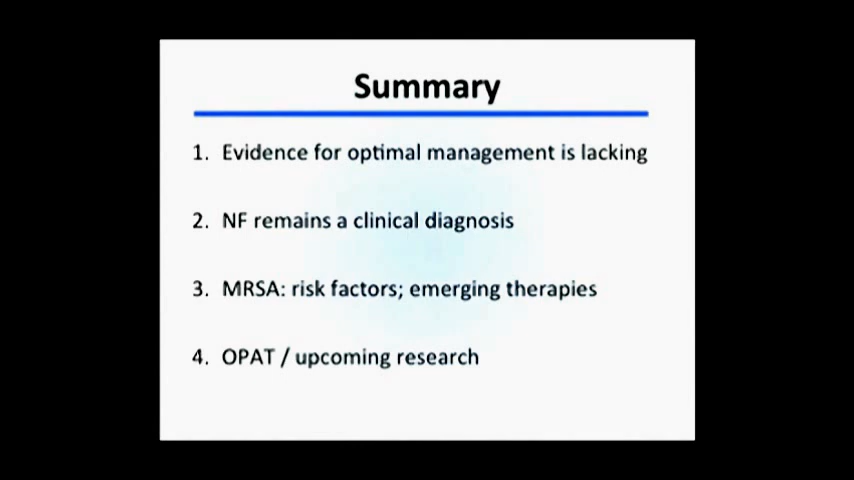 Summary
1. Evidence for optimal management is lacking
2. NF remains a clinical diagnosis
3. MRSA: risk factors; emerging therapies
4. OPAT / upcoming research